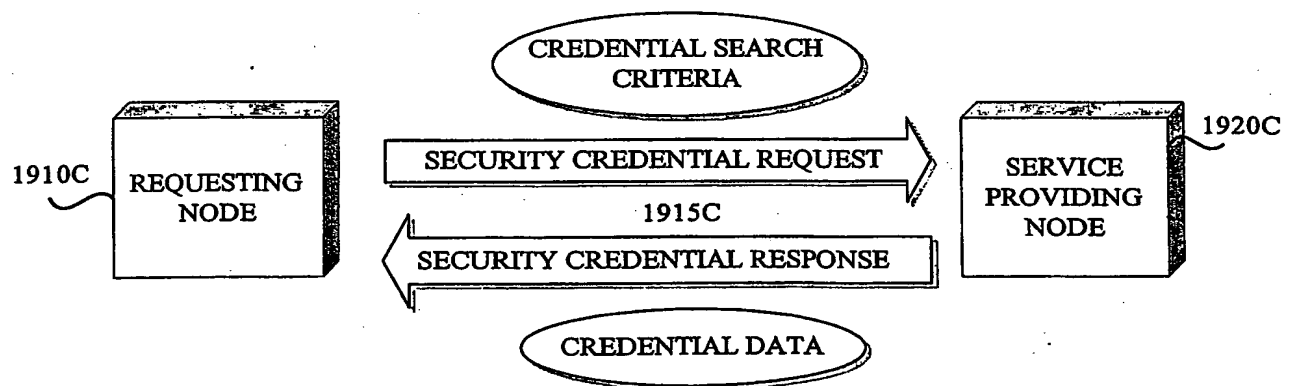 CREDENTIAL SEARCH
CRITERIA
1910C
REQUESTING
NODE
SECURITY CREDENTIAL REQUEST
1915C
SECURITY CREDENTIAL RESPONSE
1920C
SERVICE
PROVIDING
NODE
CREDENTIAL DATA